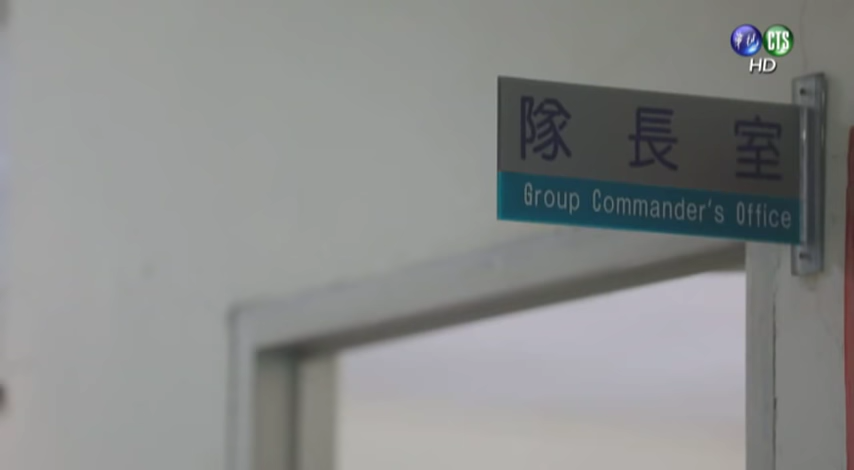 CTS
HD
隊長室
Group Commander's Office